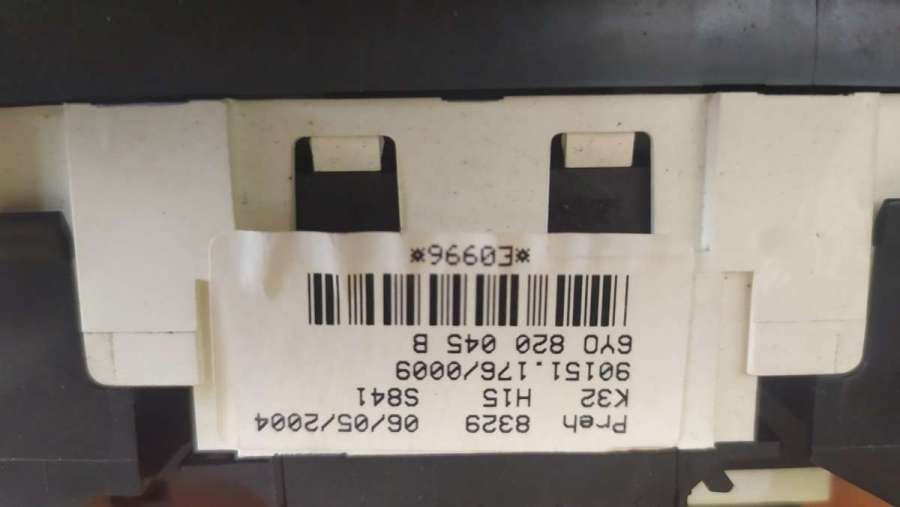 Preh 8329 06/05/2004
K32 H15 S841
90151.176/0009
6Y0 820 045 B
*E0996*